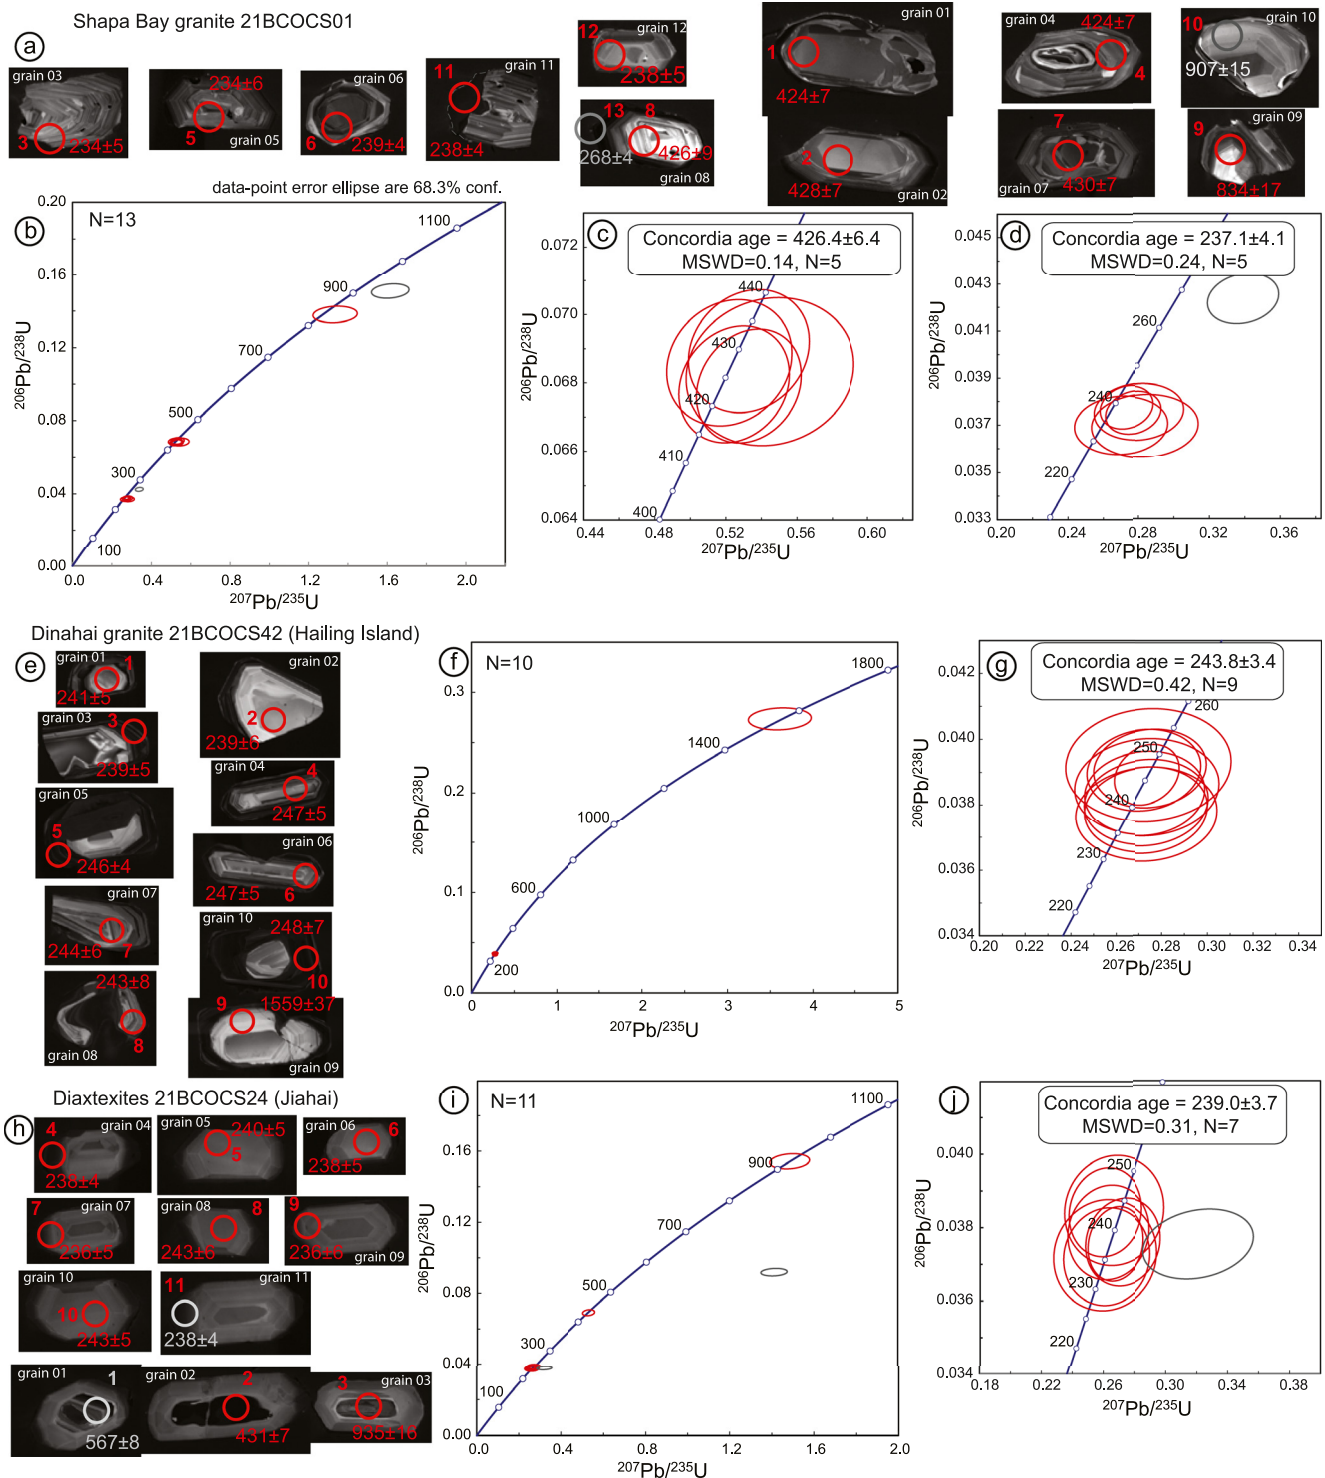 Shapa Bay granite 21BCOCS01
a
grain 03
3
234±5
234±6
5
grain 05
grain 06
6
239±4
11
grain 11
238±4
12
grain 12
238±5
13
8
268±4
426±9
grain 08
grain 01
1
424±7
2
428±7
grain 02
grain 04
424±7
4
10
grain 10
907±15
7
430±7
grain 07
9
grain 09
834±17
data-point error ellipse are 68.3% conf.
b
N=13
0.20
0.16
0.12
0.08
0.04
0.00
206Pb/238U
100
300
500
700
900
1100
0.0
0.4
0.8
1.2
1.6
2.0
207Pb/235U
c
Concordia age = 426.4±6.4
MSWD=0.14, N=5
0.072
0.070
0.068
0.066
0.064
206Pb/238U
440
430
420
410
400
0.44
0.48
0.52
0.56
0.60
207Pb/235U
d
Concordia age = 237.1±4.1
MSWD=0.24, N=5
0.045
0.043
0.041
0.039
0.037
0.035
0.033
206Pb/238U
260
240
220
0.20
0.24
0.28
0.32
0.36
207Pb/235U
Dinahai granite 21BCOCS42 (Hailing Island)
e
grain 01
1
241±5
grain 02
2
239±6
grain 03
3
239±5
grain 04
4
247±5
grain 05
5
246±4
grain 06
247±5
6
grain 07
244±6
7
grain 10
248±7
10
243±8
grain 08
8
9
1559±37
grain 09
f
N=10
0.3
0.2
0.1
0.0
206Pb/238U
200
600
1000
1400
1800
0
1
2
3
4
5
207Pb/235U
g
Concordia age = 243.8±3.4
MSWD=0.42, N=9
0.042
0.040
0.038
0.036
0.034
206Pb/238U
260
250
240
230
220
0.20
0.22
0.24
0.26
0.28
0.30
0.32
0.34
207Pb/235U
Diaxtexites 21BCOCS24 (Jiahai)
h
4
grain 04
238±4
grain 05
240±5
5
grain 06
6
238±5
7
grain 07
236±5
grain 08
8
243±6
9
236±6
grain 09
grain 10
10
243±5
11
grain 11
238±4
grain 01
1
567±8
grain 02
2
431±7
3
grain 03
935±16
i
N=11
0.16
0.12
0.08
0.04
0.00
206Pb/238U
100
300
500
700
900
1100
0.0
0.4
0.8
1.2
1.6
2.0
207Pb/235U
j
Concordia age = 239.0±3.7
MSWD=0.31, N=7
0.040
0.038
0.036
0.034
206Pb/238U
250
240
230
220
0.18
0.22
0.26
0.30
0.34
0.38
207Pb/235U